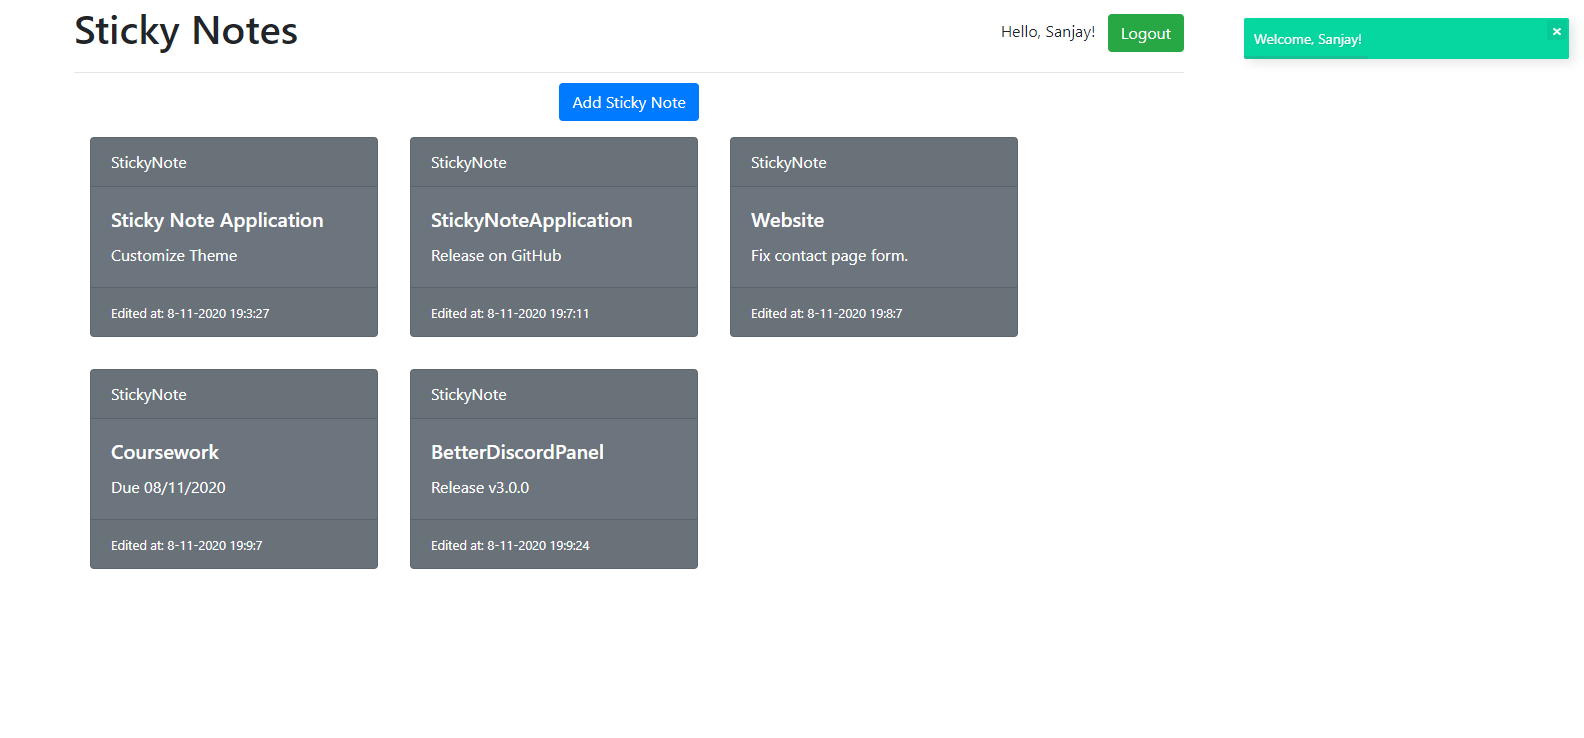 Sticky Notes
Hello, Sanjay!
Logout
Welcome, Sanjay!
×
Add Sticky Note
StickyNote
Sticky Note Application
Customize Theme
Edited at: 8-11-2020 19:3:27
StickyNote
StickyNoteApplication
Release on GitHub
Edited at: 8-11-2020 19:7:11
StickyNote
Website
Fix contact page form.
Edited at: 8-11-2020 19:8:7
StickyNote
Coursework
Due 08/11/2020
Edited at: 8-11-2020 19:9:7
StickyNote
BetterDiscordPanel
Release v3.0.0
Edited at: 8-11-2020 19:9:24